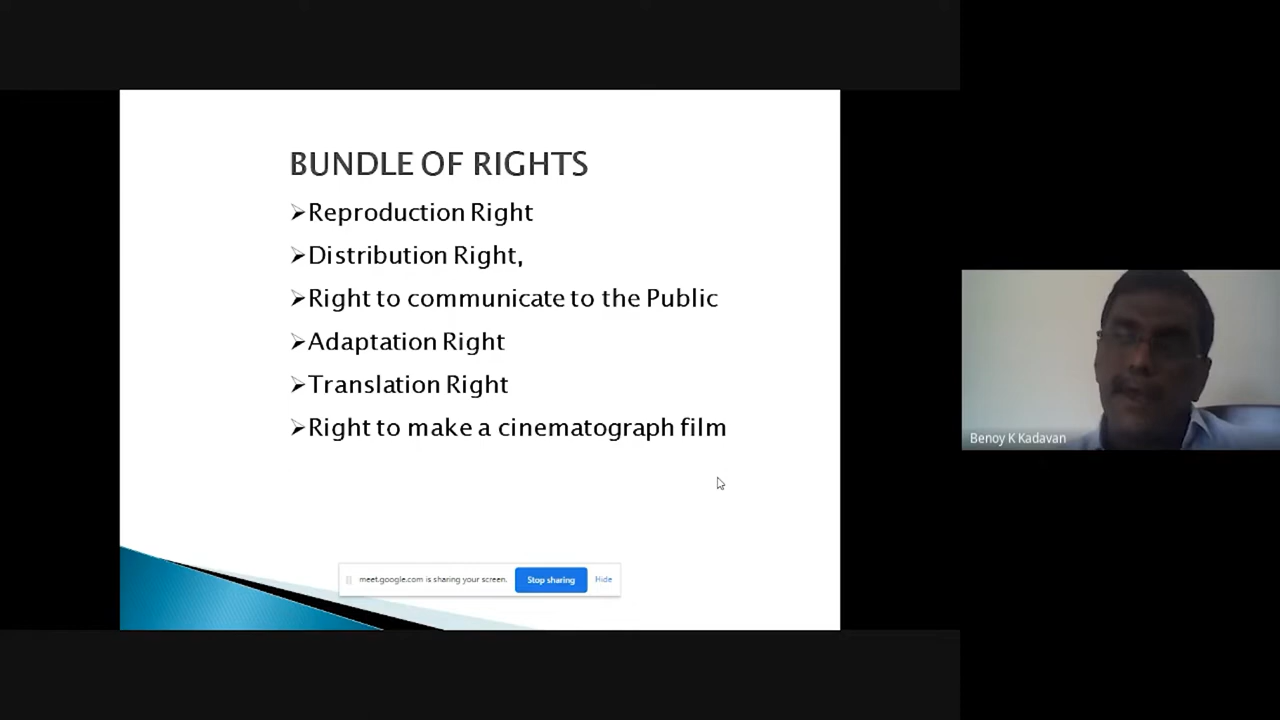 BUNDLE OF RIGHTS
Reproduction Right
Distribution Right,
Right to communicate to the Public
Adaptation Right
Translation Right
Right to make a cinematograph film
Benoy K Kadavan
meet.google.com is sharing your screen.
Stop sharing
Hide